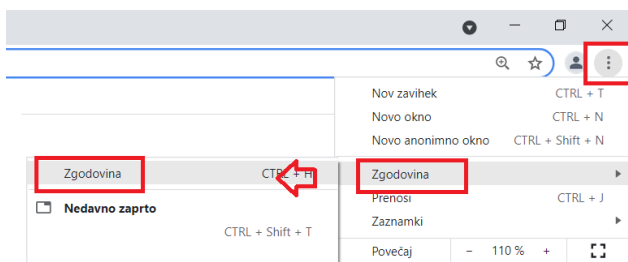 Nov zavihek CTRL + T
Novo okno CTRL + N
Novo anonimno okno CTRL + Shift + N
Zgodovina
Prenosi CTRL + J
Zaznamki
Povečaj - 110 % +
Zgodovina CTRL + H
Nedavno zaprto
CTRL + Shift + T